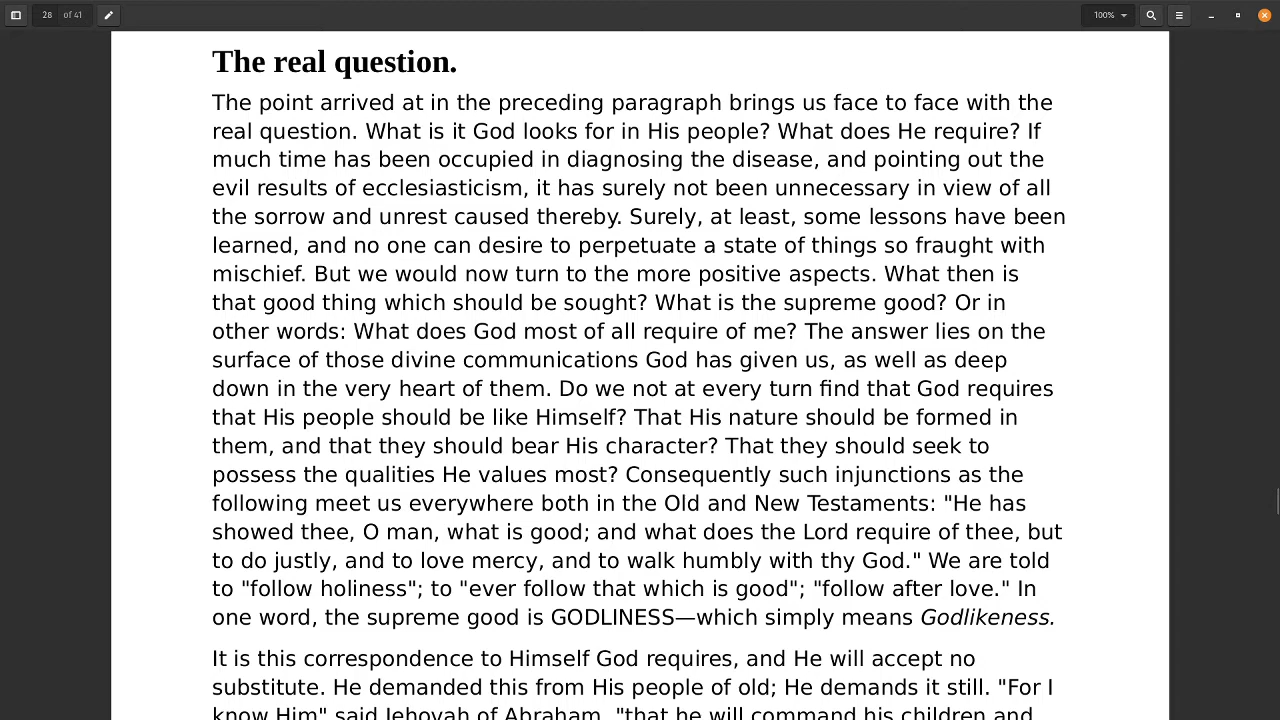 28 of 41
100%
The real question.
The point arrived at in the preceding paragraph brings us face to face with the
real question. What is it God looks for in His people? What does He require? If
much time has been occupied in diagnosing the disease, and pointing out the
evil results of ecclesiasticism, it has surely not been unnecessary in view of all
the sorrow and unrest caused thereby. Surely, at least, some lessons have been
learned, and no one can desire to perpetuate a state of things so fraught with
mischief. But we would now turn to the more positive aspects. What then is
that good thing which should be sought? What is the supreme good? Or in
other words: What does God most of all require of me? The answer lies on the
surface of those divine communications God has given us, as well as deep
down in the very heart of them. Do we not at every turn find that God requires
that His people should be like Himself? That His nature should be formed in
them, and that they should bear His character? That they should seek to
possess the qualities He values most? Consequently such injunctions as the
following meet us everywhere both in the Old and New Testaments: "He has
showed thee, O man, what is good; and what does the Lord require of thee, but
to do justly, and to love mercy, and to walk humbly with thy God." We are told
to "follow holiness"; to "ever follow that which is good"; "follow after love." In
one word, the supreme good is GODLINESS—which simply means Godlikeness.
It is this correspondence to Himself God requires, and He will accept no
substitute. He demanded this from His people of old; He demands it still. "For I
know Him" said Jehovah of Abraham, "that he will command his children and